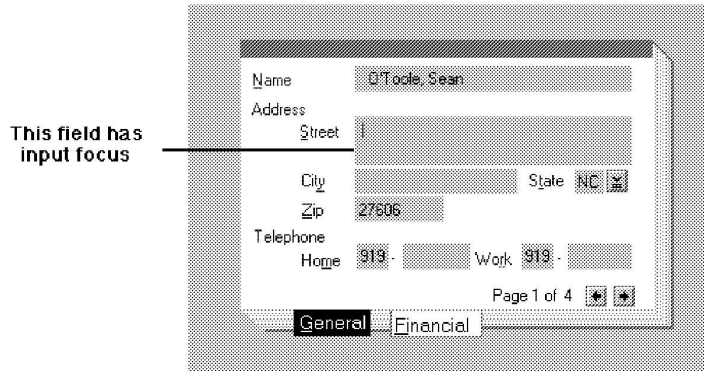 Name O'Toole, Sean
Address
This field has
input focus
Street
City State NC
Zip 27606
Telephone
Home 919 - Work 919 -
Page 1 of 4
General Financial